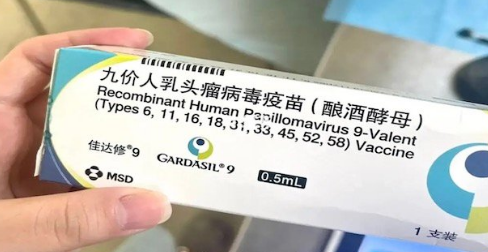 九价人乳头瘤病毒疫苗（酿酒酵母）
Recombinant Human Papillomavirus 9-Valent
(Types 6, 11, 16, 18, 31, 33, 45, 52, 58) Vaccine
佳达修®9
GARDASIL®9
0.5mL
MSD
1 支装